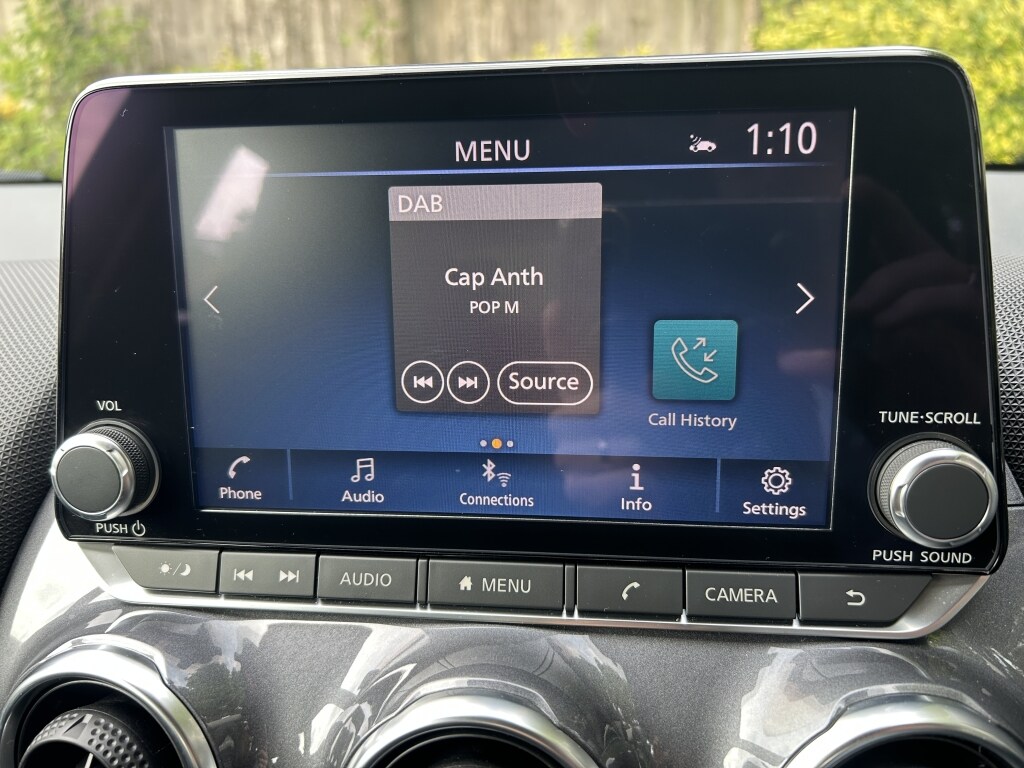 MENU
1:10
DAB
Cap Anth
POP M
Source
Call History
VOL
TUNE·SCROLL
Phone
Audio
Connections
Info
Settings
PUSH
PUSH SOUND
AUDIO
MENU
CAMERA